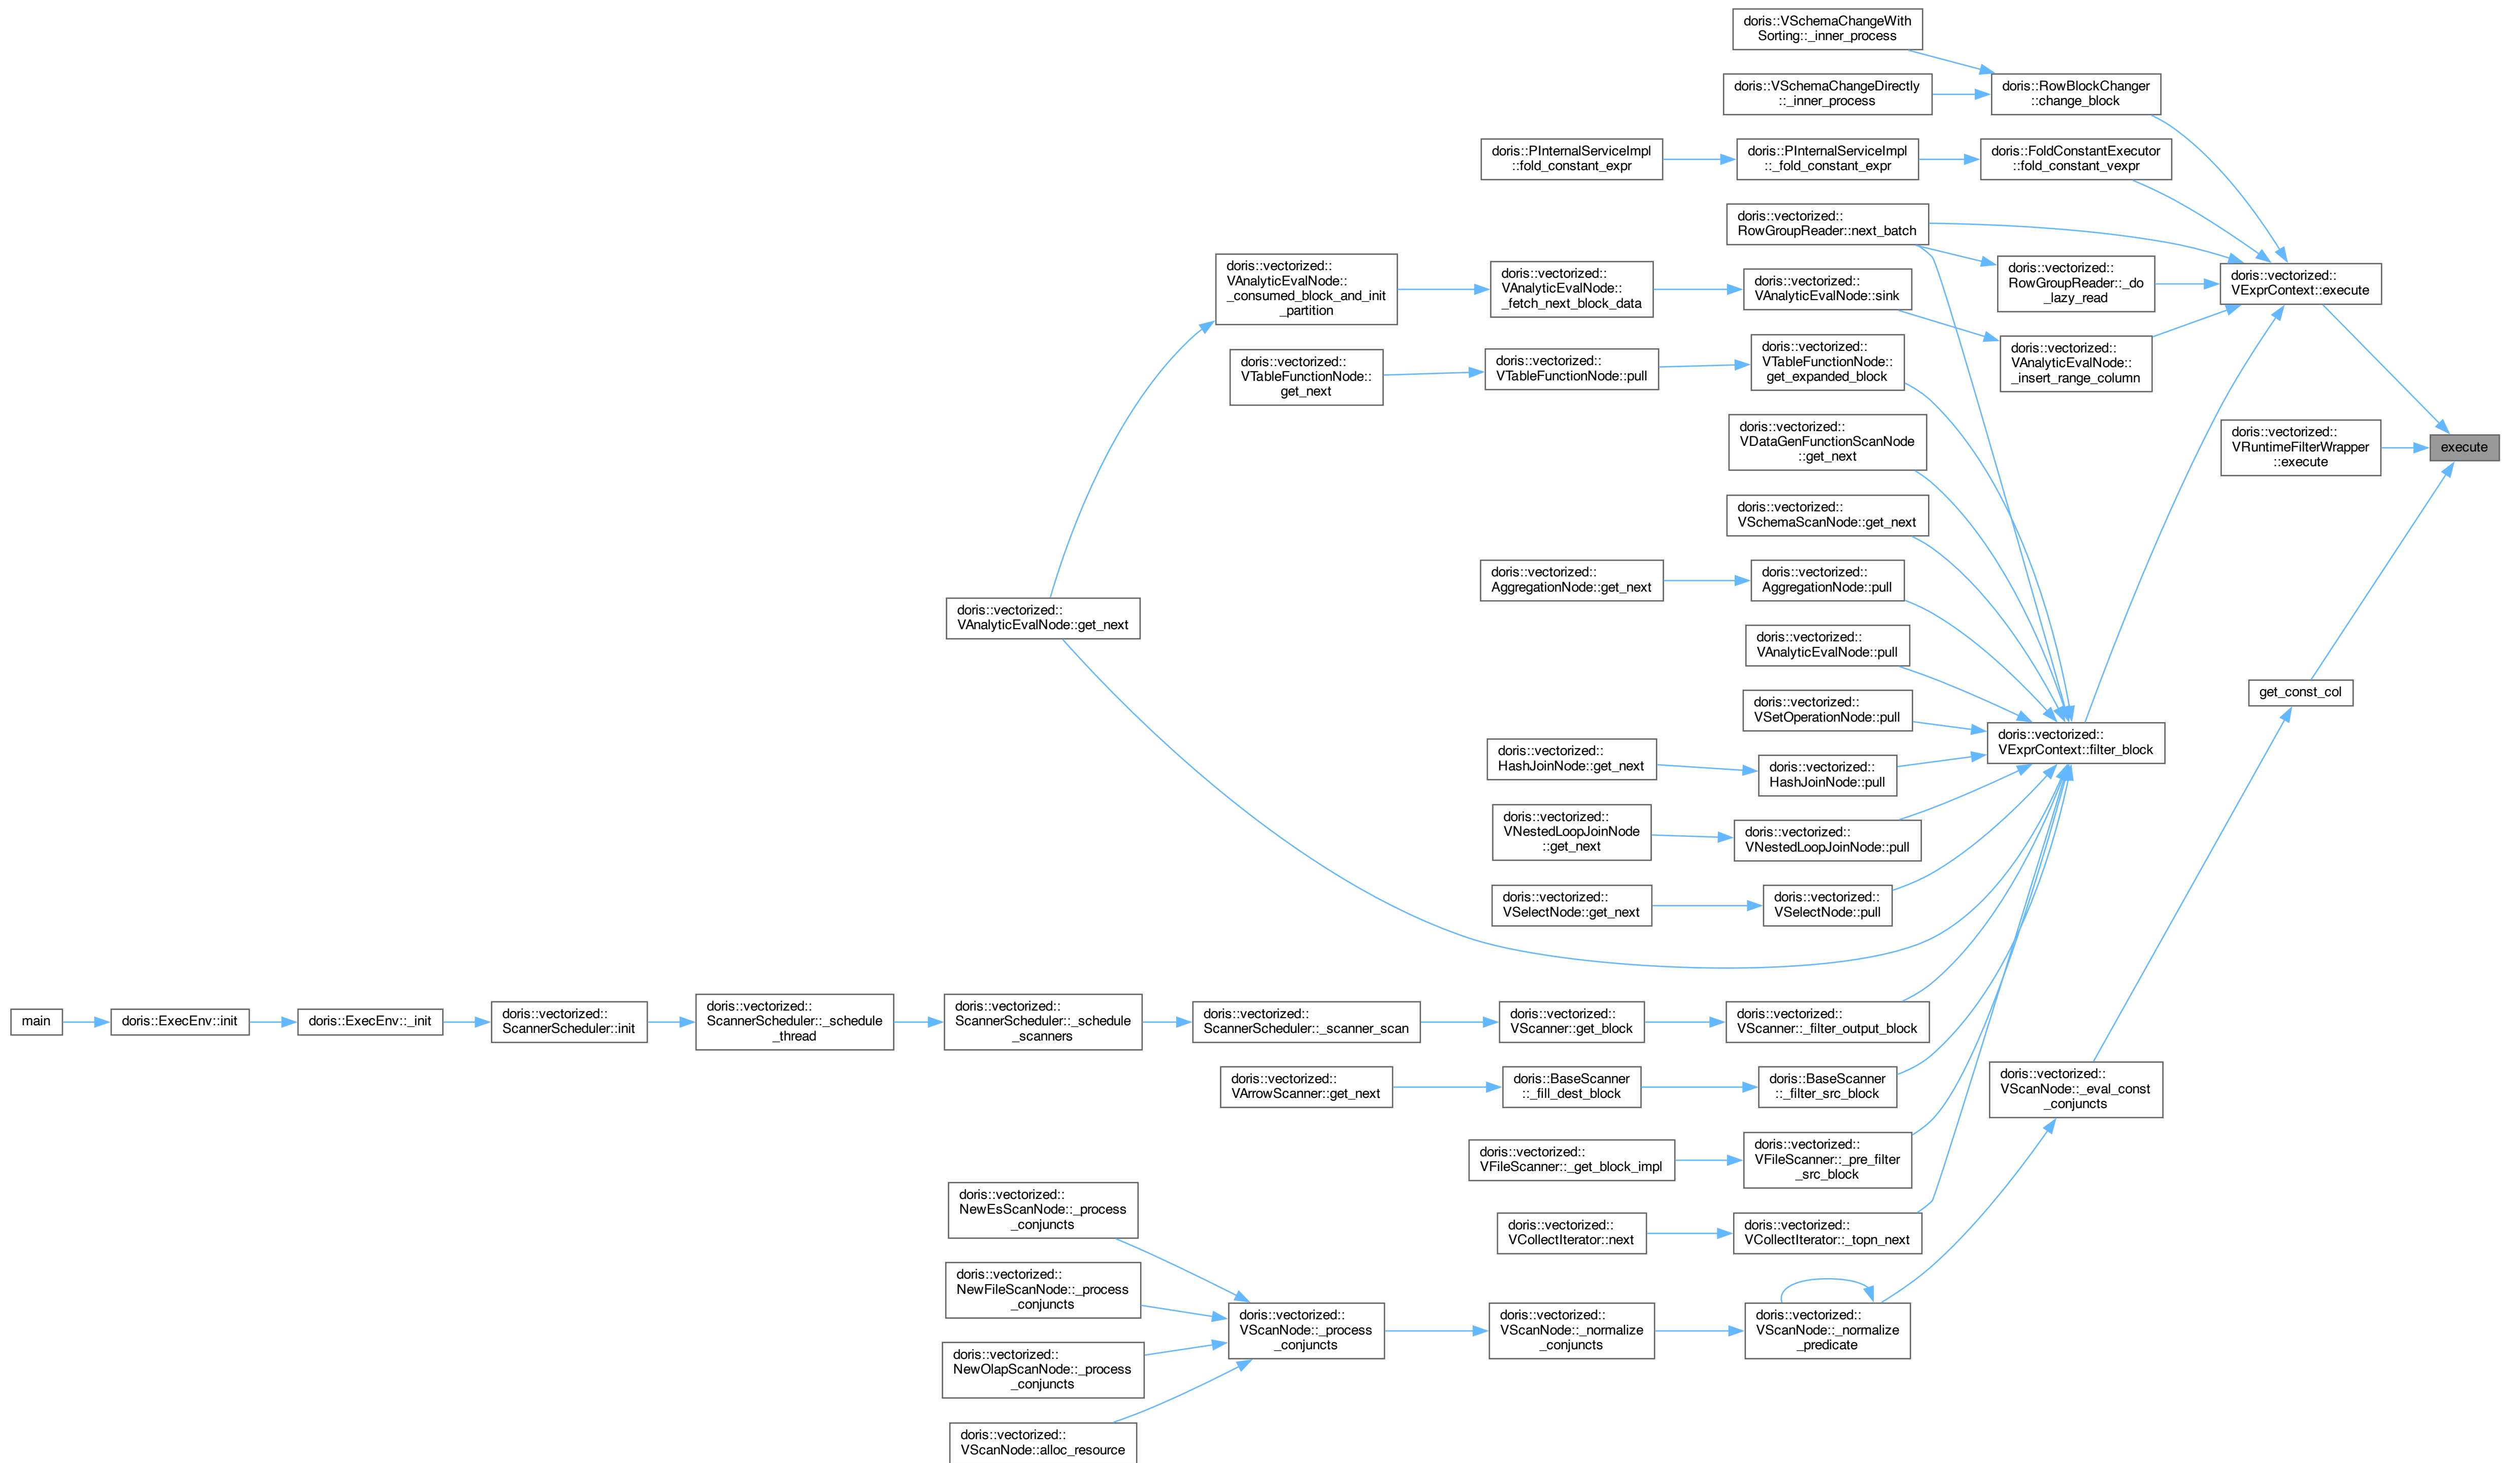 doris::VSchemaChangeWith
Sorting::_inner_process
doris::VSchemaChangeDirectly
::_inner_process
doris::RowBlockChanger
::change_block
doris::PInternalServiceImpl
::fold_constant_expr
doris::PInternalServiceImpl
::_fold_constant_expr
doris::FoldConstantExecutor
::fold_constant_vexpr
doris::vectorized::
RowGroupReader::next_batch
doris::vectorized::
VAnalyticEvalNode::
_consumed_block_and_init
_partition
doris::vectorized::
VAnalyticEvalNode::
_fetch_next_block_data
doris::vectorized::
VAnalyticEvalNode::sink
doris::vectorized::
RowGroupReader::_do
_lazy_read
doris::vectorized::
VExprContext::execute
doris::vectorized::
VTableFunctionNode::
get_next
doris::vectorized::
VTableFunctionNode::pull
doris::vectorized::
VTableFunctionNode::
get_expanded_block
doris::vectorized::
VAnalyticEvalNode::
_insert_range_column
doris::vectorized::
VDataGenFunctionScanNode
::get_next
doris::vectorized::
VRuntimeFilterWrapper
::execute
execute
doris::vectorized::
VSchemaScanNode::get_next
doris::vectorized::
AggregationNode::get_next
doris::vectorized::
AggregationNode::pull
doris::vectorized::
VAnalyticEvalNode::get_next
doris::vectorized::
VAnalyticEvalNode::pull
get_const_col
doris::vectorized::
VSetOperationNode::pull
doris::vectorized::
VExprContext::filter_block
doris::vectorized::
HashJoinNode::get_next
doris::vectorized::
HashJoinNode::pull
doris::vectorized::
VNestedLoopJoinNode
::get_next
doris::vectorized::
VNestedLoopJoinNode::pull
doris::vectorized::
VSelectNode::get_next
doris::vectorized::
VSelectNode::pull
main
doris::ExecEnv::init
doris::ExecEnv::_init
doris::vectorized::
ScannerScheduler::init
doris::vectorized::
ScannerScheduler::_schedule
_thread
doris::vectorized::
ScannerScheduler::_schedule
_scanners
doris::vectorized::
ScannerScheduler::_scanner_scan
doris::vectorized::
VScanner::get_block
doris::vectorized::
VScanner::_filter_output_block
doris::vectorized::
VArrowScanner::get_next
doris::BaseScanner
::_fill_dest_block
doris::BaseScanner
::_filter_src_block
doris::vectorized::
VScanNode::_eval_const
_conjuncts
doris::vectorized::
VFileScanner::_get_block_impl
doris::vectorized::
VFileScanner::_pre_filter
_src_block
doris::vectorized::
NewEsScanNode::_process
_conjuncts
doris::vectorized::
VCollectIterator::next
doris::vectorized::
VCollectIterator::_topn_next
doris::vectorized::
NewFileScanNode::_process
_conjuncts
doris::vectorized::
VScanNode::_process
_conjuncts
doris::vectorized::
VScanNode::_normalize
_conjuncts
doris::vectorized::
VScanNode::_normalize
_predicate
doris::vectorized::
NewOlapScanNode::_process
_conjuncts
doris::vectorized::
VScanNode::alloc_resource